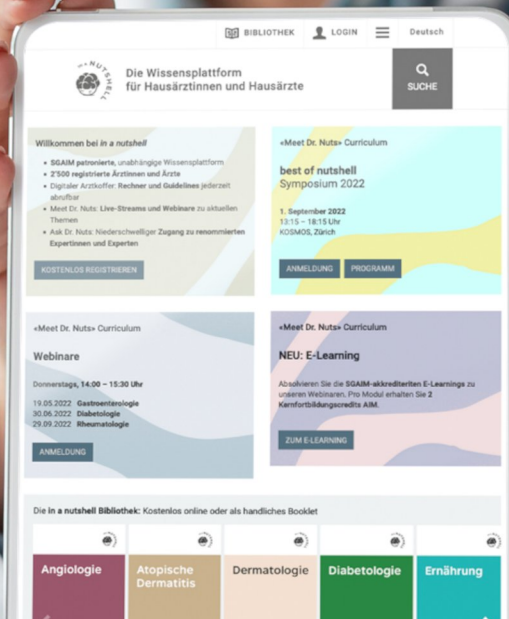 BIBLIOTHEK
LOGIN
Deutsch
IN A NUTSHELL
Die Wissensplattform
für Hausärztinnen und Hausärzte
SUCHE
Willkommen bei in a nutshell
• SGAIM patronierte, unabhängige Wissensplattform
• 2'500 registrierte Ärztinnen und Ärzte
• Digitaler Arztkoffer: Rechner und Guidelines jederzeit
abrufbar
• Meet Dr. Nuts: Live-Streams und Webinare zu aktuellen
Themen
• Ask Dr. Nuts: Niederschwelliger Zugang zu renommierten
Expertinnen und Experten
KOSTENLOS REGISTRIEREN
«Meet Dr. Nuts» Curriculum
best of nutshell
Symposium 2022
1. September 2022
13:15 – 18:15 Uhr
KOSMOS, Zürich
ANMELDUNG
PROGRAMM
«Meet Dr. Nuts» Curriculum
Webinare
Donnerstags, 14:00 – 15:30 Uhr
19.05.2022 Gastroenterologie
30.06.2022 Diabetologie
29.09.2022 Rheumatologie
ANMELDUNG
«Meet Dr. Nuts» Curriculum
NEU: E-Learning
Absolvieren Sie die SGAIM-akkreditierten E-Learnings zu
unseren Webinaren. Pro Modul erhalten Sie 2
Kernfortbildungscredits AIM.
ZUM E-LEARNING
Die in a nutshell Bibliothek: Kostenlos online oder als handliches Booklet
Angiologie
Atopische
Dermatitis
Dermatologie
Diabetologie
Ernährung